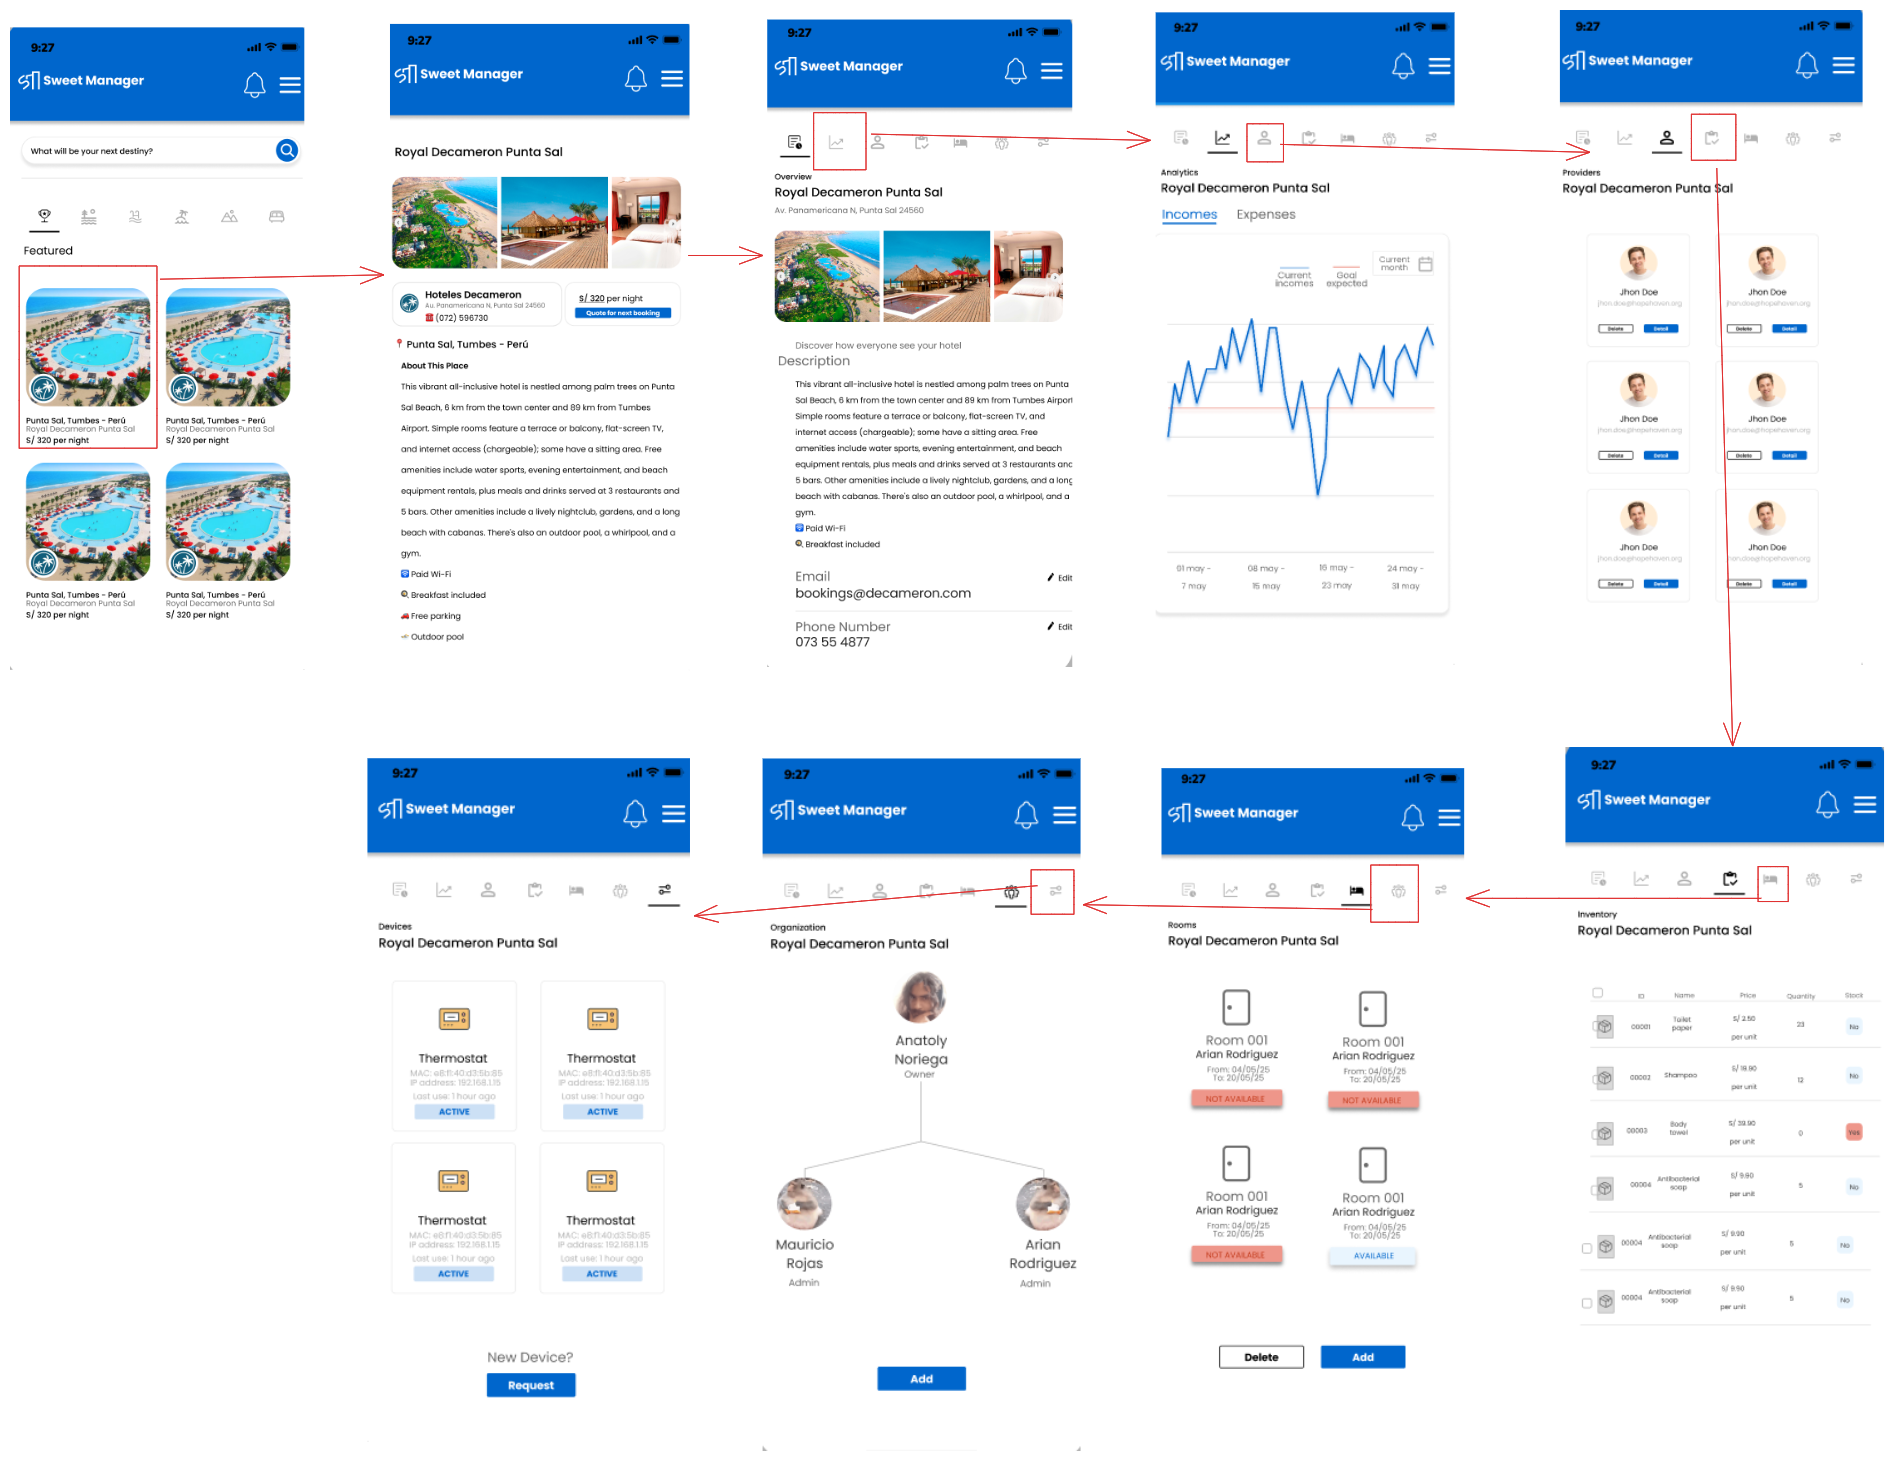 9:27
Sweet Manager
What will be your next destiny?
Featured
Punta Sal, Tumbes - Perú
Royal Decameron Punta Sal
S/ 320 per night
Punta Sal, Tumbes - Perú
Royal Decameron Punta Sal
S/ 320 per night
Punta Sal, Tumbes - Perú
Royal Decameron Punta Sal
S/ 320 per night
Punta Sal, Tumbes - Perú
Royal Decameron Punta Sal
S/ 320 per night
9:27
Sweet Manager
Royal Decameron Punta Sal
Hoteles Decameron
Av. Panamericana N, Punta Sal 24560
(072) 596730
S/ 320 per night
Quote for next booking
Punta Sal, Tumbes - Perú
About This Place
This vibrant all-inclusive hotel is nestled among palm trees on Punta
Sal Beach, 6 km from the town center and 89 km from Tumbes
Airport. Simple rooms feature a terrace or balcony, flat-screen TV,
and internet access (chargeable); some have a sitting area. Free
amenities include water sports, evening entertainment, and beach
equipment rentals, plus meals and drinks served at 3 restaurants and
5 bars. Other amenities include a lively nightclub, gardens, and a long
beach with cabanas. There's also an outdoor pool, a whirlpool, and a
gym.
Paid Wi-Fi
Breakfast included
Free parking
Outdoor pool
9:27
Sweet Manager
Overview
Royal Decameron Punta Sal
Av. Panamericana N, Punta Sal 24560
Discover how everyone see your hotel
Description
This vibrant all-inclusive hotel is nestled among palm trees on Punta
Sal Beach, 6 km from the town center and 89 km from Tumbes Airport
Simple rooms feature a terrace or balcony, flat-screen TV, and
internet access (chargeable); some have a sitting area. Free
amenities include water sports, evening entertainment, and beach
equipment rentals, plus meals and drinks served at 3 restaurants and
5 bars. Other amenities include a lively nightclub, gardens, and a long
beach with cabanas. There's also an outdoor pool, a whirlpool, and a
gym.
Paid Wi-Fi
Breakfast included
Email
Edit
bookings@decameron.com
Phone Number
Edit
073 55 4877
9:27
Sweet Manager
Analytics
Royal Decameron Punta Sal
Incomes Expenses
Current incomes
Goal expected
Current month
01 may - 7 may
08 may - 15 may
16 may - 23 may
24 may - 31 may
9:27
Sweet Manager
Providers
Royal Decameron Punta Sal
Jhon Doe
jhon.doe@hopehaven.org
Delete Detail
Jhon Doe
jhon.doe@hopehaven.org
Delete Detail
Jhon Doe
jhon.doe@hopehaven.org
Delete Detail
Jhon Doe
jhon.doe@hopehaven.org
Delete Detail
Jhon Doe
jhon.doe@hopehaven.org
Delete Detail
Jhon Doe
jhon.doe@hopehaven.org
Delete Detail
9:27
Sweet Manager
Devices
Royal Decameron Punta Sal
Thermostat
MAC: e8:f1:40:d3:5b:85
IP address: 192.168.1.15
Last use: 1 hour ago
ACTIVE
Thermostat
MAC: e8:f1:40:d3:5b:85
IP address: 192.168.1.15
Last use: 1 hour ago
ACTIVE
Thermostat
MAC: e8:f1:40:d3:5b:85
IP address: 192.168.1.15
Last use: 1 hour ago
ACTIVE
Thermostat
MAC: e8:f1:40:d3:5b:85
IP address: 192.168.1.15
Last use: 1 hour ago
ACTIVE
New Device?
Request
9:27
Sweet Manager
Organization
Royal Decameron Punta Sal
Anatoly
Noriega
Owner
Mauricio
Rojas
Admin
Arian
Rodriguez
Admin
Add
9:27
Sweet Manager
Rooms
Royal Decameron Punta Sal
Room 001
Arian Rodriguez
From: 04/05/25
To: 20/05/25
NOT AVAILABLE
Room 001
Arian Rodriguez
From: 04/05/25
To: 20/05/25
NOT AVAILABLE
Room 001
Arian Rodriguez
From: 04/05/25
To: 20/05/25
NOT AVAILABLE
Room 001
Arian Rodriguez
From: 04/05/25
To: 20/05/25
AVAILABLE
Delete Add
9:27
Sweet Manager
Inventory
Royal Decameron Punta Sal
ID Name Price Quantity Stock
00001 Toilet paper S/ 2.50 per unit 23 No
00002 Shampoo S/ 19.90 per unit 12 No
00003 Body towel S/ 39.90 per unit 0 Yes
00004 Antibacterial soap S/ 9.90 per unit 5 No
00004 Antibacterial soap S/ 9.90 per unit 5 No
00004 Antibacterial soap S/ 9.90 per unit 5 No